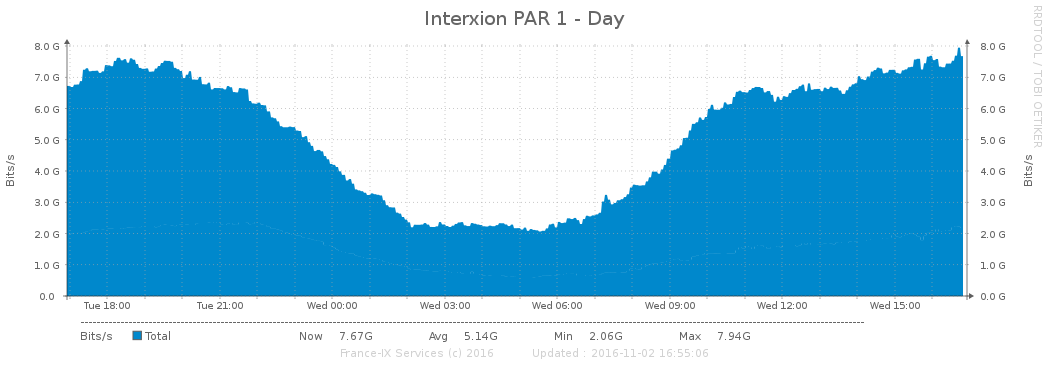 Interxion PAR 1 - Day
RRDTOOL / TOBI OETIKER
Bits/s
8.0 G
7.0 G
6.0 G
5.0 G
4.0 G
3.0 G
2.0 G
1.0 G
0.0
8.0 G
7.0 G
6.0 G
5.0 G
4.0 G
3.0 G
2.0 G
1.0 G
0.0 G
Bits/s
Tue 18:00 Tue 21:00 Wed 00:00 Wed 03:00 Wed 06:00 Wed 09:00 Wed 12:00 Wed 15:00
Bits/s Total Now 7.67G Avg 5.14G Min 2.06G Max 7.94G
France-IX Services (c) 2016 Updated : 2016-11-02 16:55:06